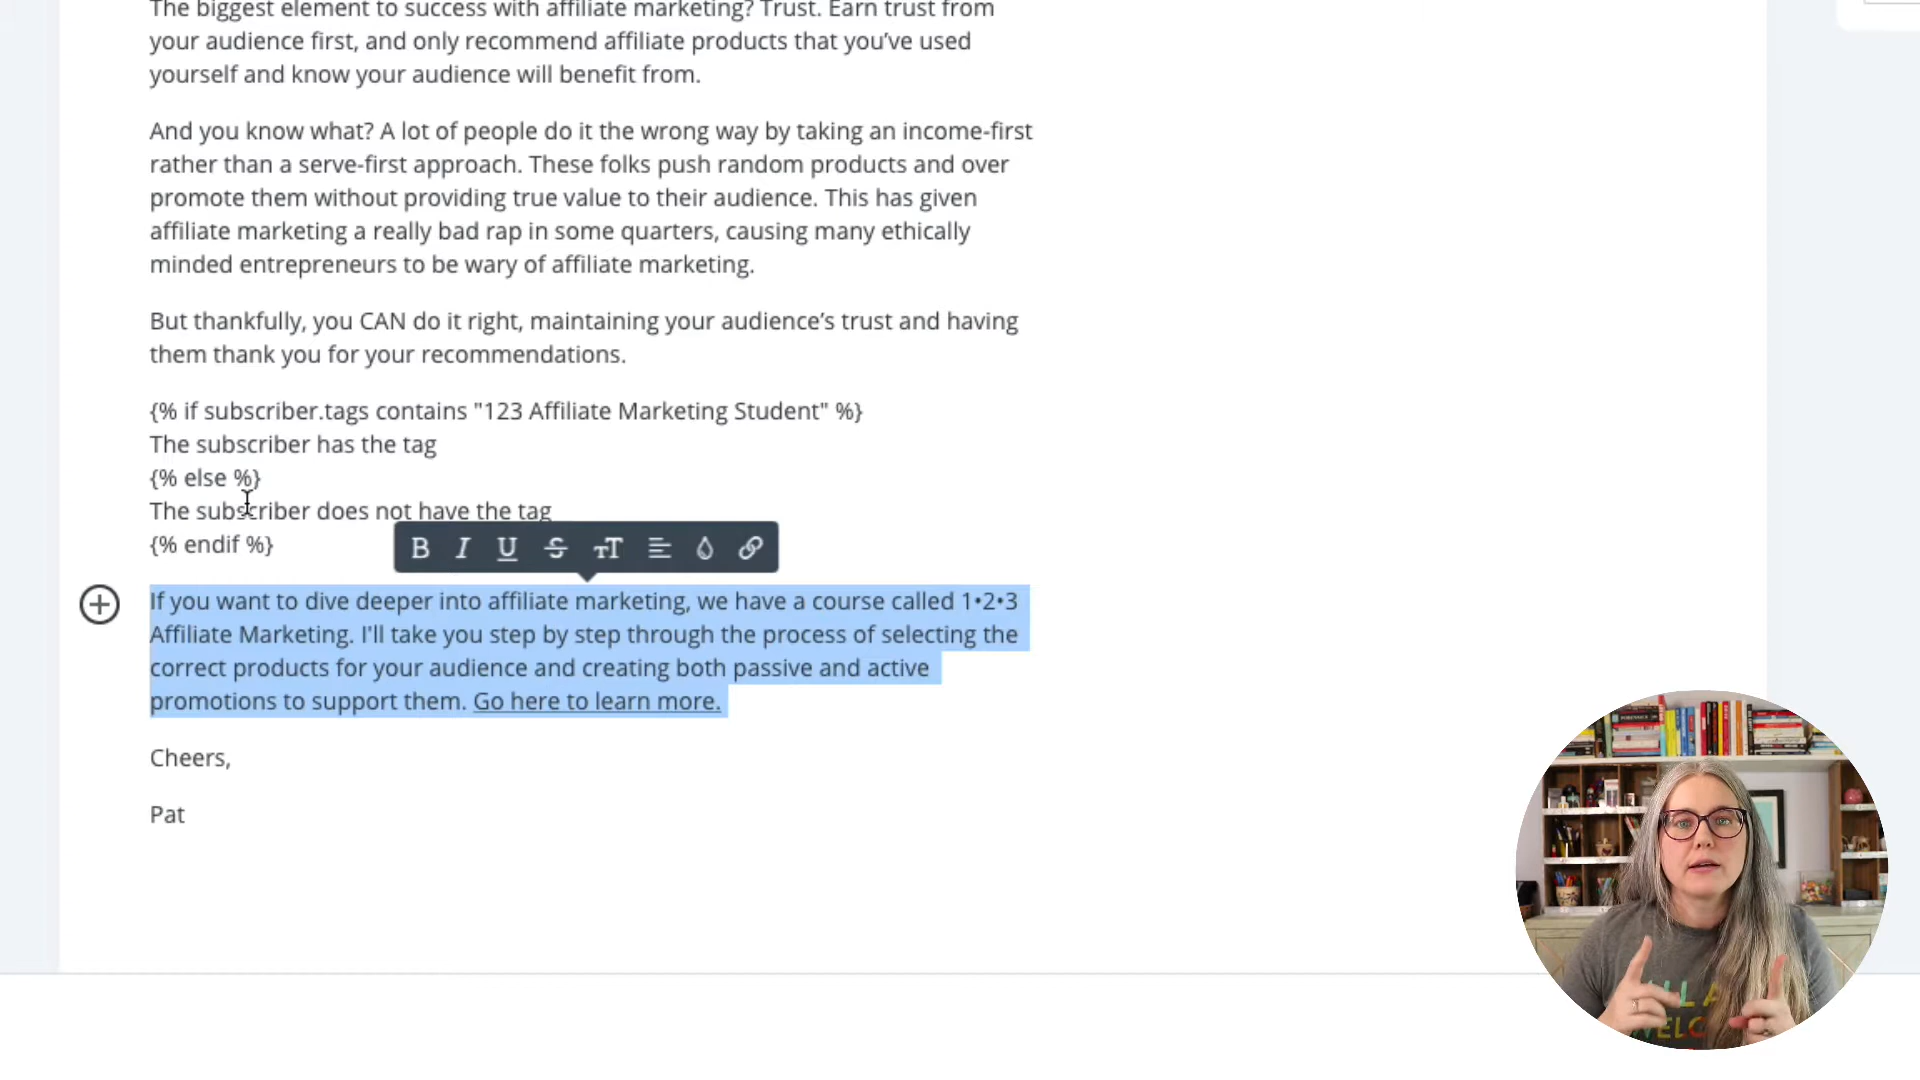 The biggest element to success with affiliate marketing? Trust. Earn trust from
your audience first, and only recommend affiliate products that you’ve used
yourself and know your audience will benefit from.
And you know what? A lot of people do it the wrong way by taking an income-first
rather than a serve-first approach. These folks push random products and over
promote them without providing true value to their audience. This has given
affiliate marketing a really bad rap in some quarters, causing many ethically
minded entrepreneurs to be wary of affiliate marketing.
But thankfully, you CAN do it right, maintaining your audience’s trust and having
them thank you for your recommendations.
{% if subscriber.tags contains "123 Affiliate Marketing Student" %}
The subscriber has the tag
{% else %}
The subscriber does not have the tag
{% endif %}
B I U S TT
If you want to dive deeper into affiliate marketing, we have a course called 1•2•3
Affiliate Marketing. I'll take you step by step through the process of selecting the
correct products for your audience and creating both passive and active
promotions to support them. Go here to learn more.
Cheers,
Pat